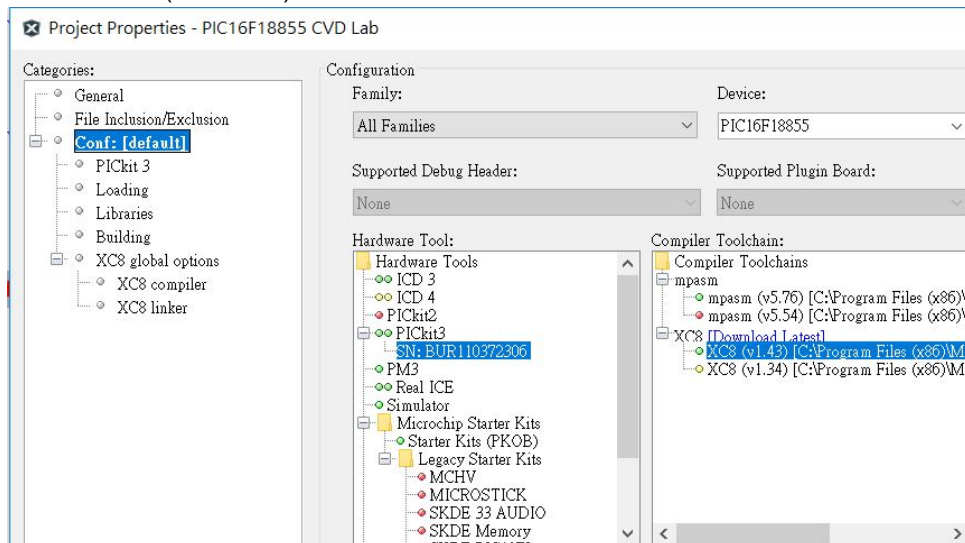 Project Properties - PIC16F18855 CVD Lab
Categories:
General
File Inclusion/Exclusion
Conf: [default]
PICkit 3
Loading
Libraries
Building
XC8 global options
XC8 compiler
XC8 linker
Configuration
Family:
All Families
Device:
PIC16F18855
Supported Debug Header:
None
Supported Plugin Board:
None
Hardware Tool:
Hardware Tools
ICD 3
ICD 4
PICkit2
PICkit3
SN: BUR110372306
PM3
Real ICE
Simulator
Microchip Starter Kits
Starter Kits (PKOB)
Legacy Starter Kits
MCHV
MICROSTICK
SKDE 33 AUDIO
SKDE Memory
Compiler Toolchain:
Compiler Toolchains
mpasm
mpasm (v5.76) [C:\Program Files (x86)\
mpasm (v5.54) [C:\Program Files (x86)\
XC8 [Download Latest]
XC8 (v1.43) [C:\Program Files (x86)\M
XC8 (v1.34) [C:\Program Files (x86)\M